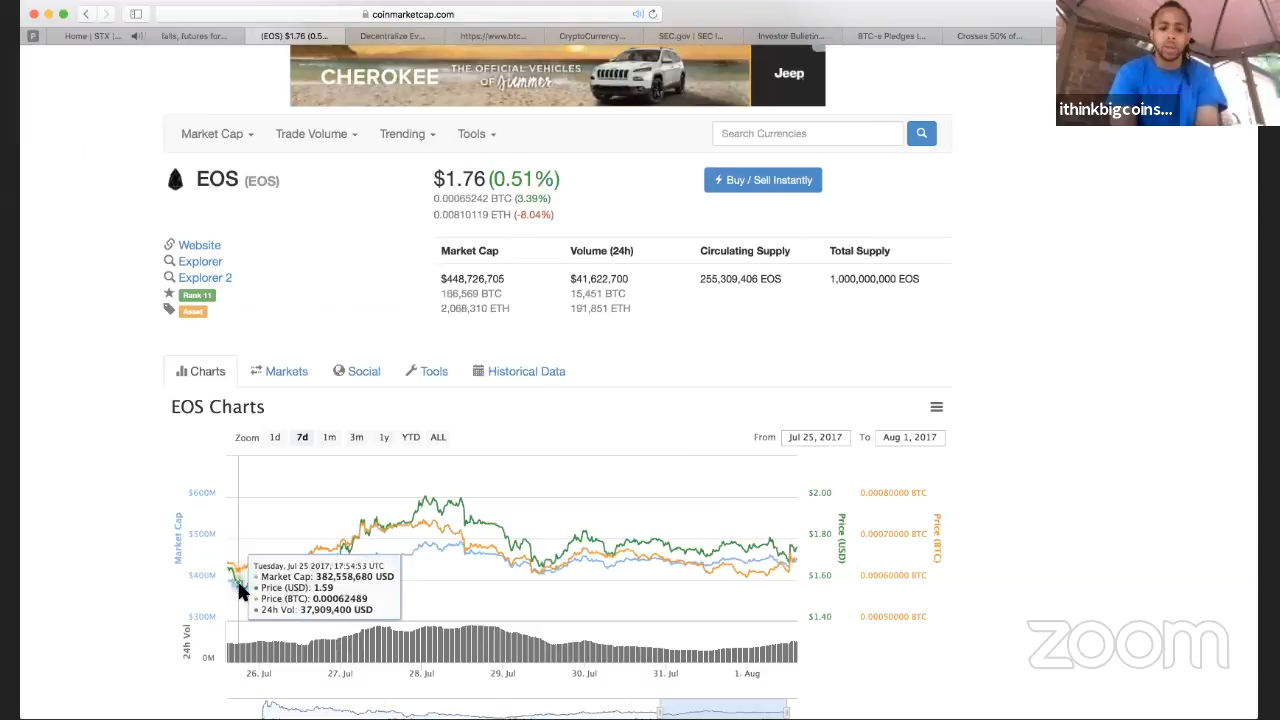 coinmarketcap.com
P
Home | STX |...
falls, futures for...
(EOS) $1.76 (0.5...
Decentralize Ev...
https://www.btc...
CryptoCurrency...
SEC.gov | SEC I...
Investor Bulletin...
BTC-e Pledges t...
Crosses 50% of...
CHEROKEE
THE OFFICIAL VEHICLES
OF Summer
Jeep
ithinkbigcoins...
Market Cap
Trade Volume
Trending
Tools
Search Currencies
EOS (EOS)
$1.76 (0.51%)
0.00065242 BTC (3.39%)
0.00810119 ETH (-8.04%)
Buy / Sell Instantly
Website
Explorer
Explorer 2
Rank 11
Asset
Market Cap
Volume (24h)
Circulating Supply
Total Supply
$448,726,705
$41,622,700
255,309,406 EOS
1,000,000,000 EOS
166,569 BTC
15,451 BTC
2,068,310 ETH
191,851 ETH
Charts
Markets
Social
Tools
Historical Data
EOS Charts
Zoom 1d 7d 1m 3m 1y YTD ALL
From Jul 25, 2017 To Aug 1, 2017
$600M
$500M
$400M
$300M
Market Cap
24h Vol
0M
$2.00
$1.80
$1.60
$1.40
Price (USD)
0.00080000 BTC
0.00070000 BTC
0.00060000 BTC
0.00050000 BTC
Price (BTC)
Tuesday, Jul 25 2017, 17:54:53 UTC
Market Cap: 382,558,680 USD
Price (USD): 1.59
Price (BTC): 0.00062489
24h Vol: 37,909,400 USD
26. Jul
27. Jul
28. Jul
29. Jul
30. Jul
31. Jul
1. Aug
zoom